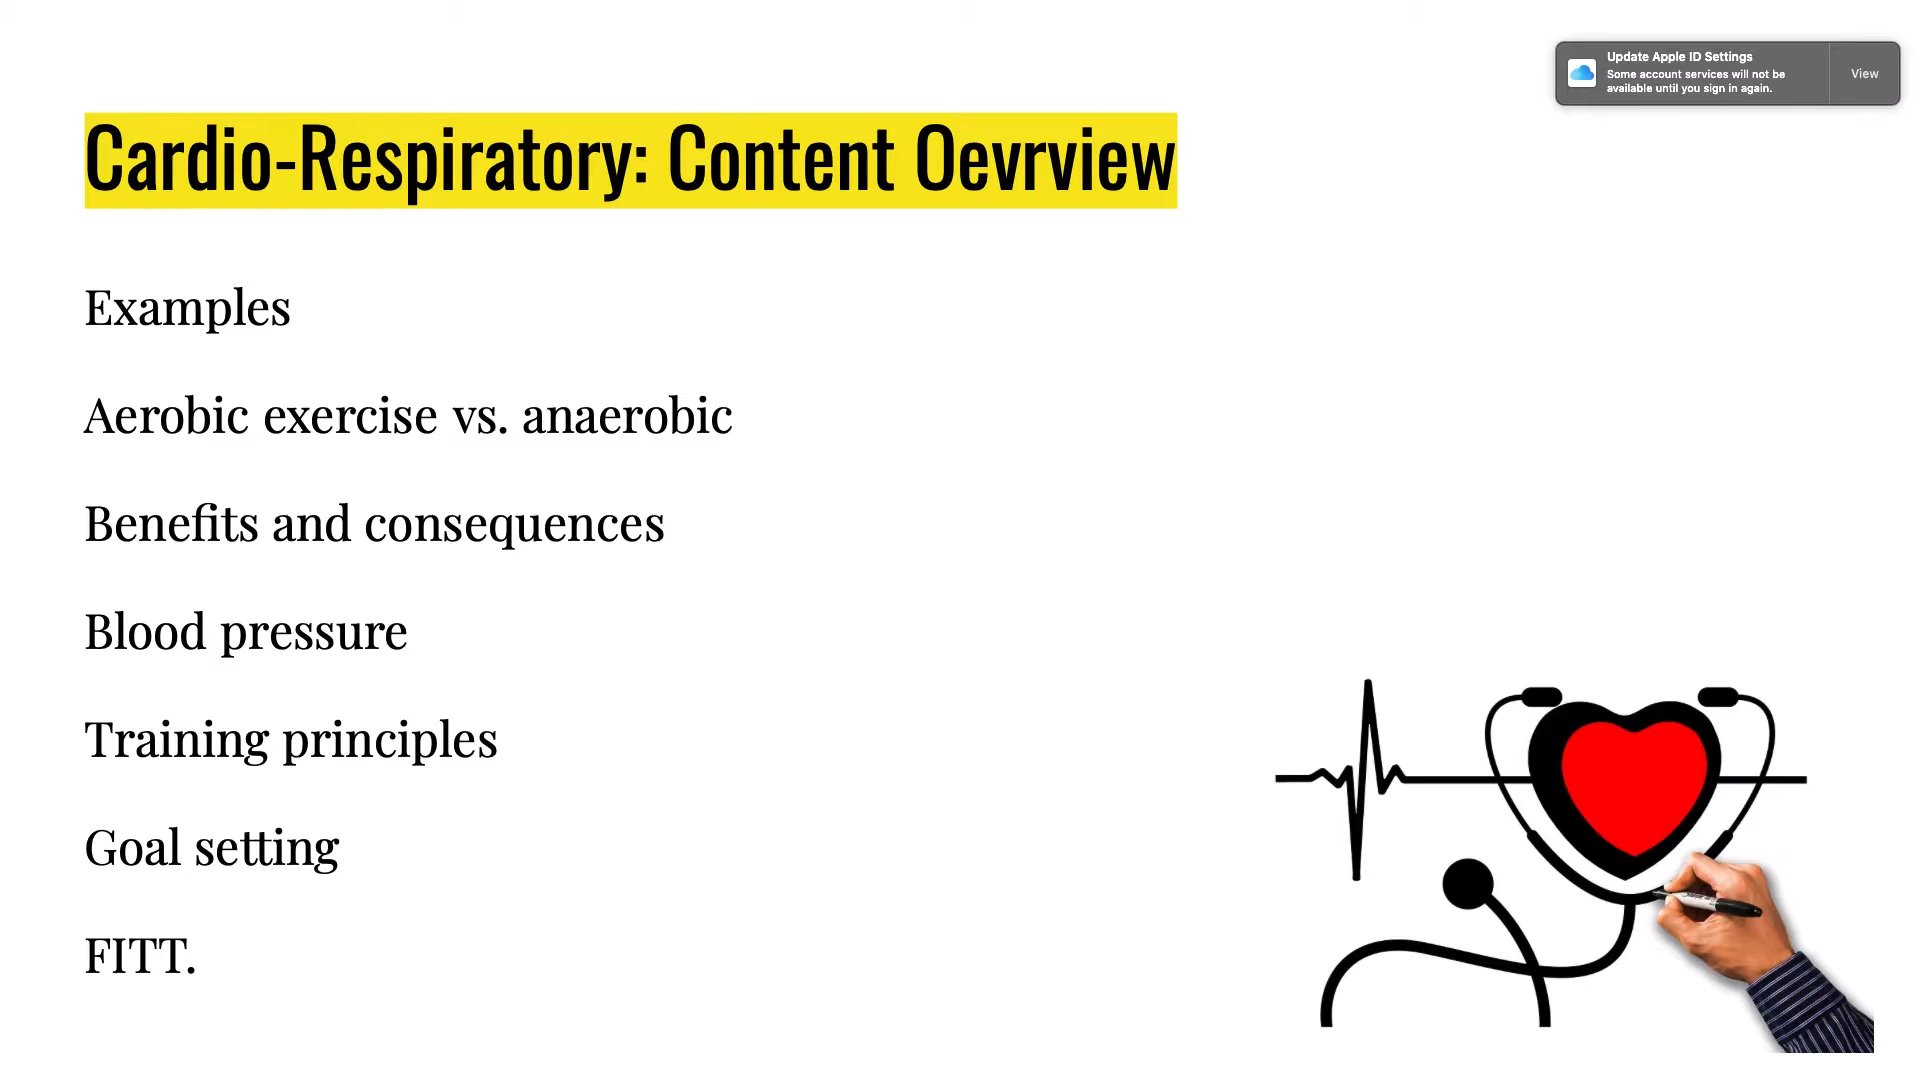 Update Apple ID Settings
Some account services will not be
available until you sign in again.
View
Cardio-Respiratory: Content Oevrview
Examples
Aerobic exercise vs. anaerobic
Benefits and consequences
Blood pressure
Training principles
Goal setting
FITT.